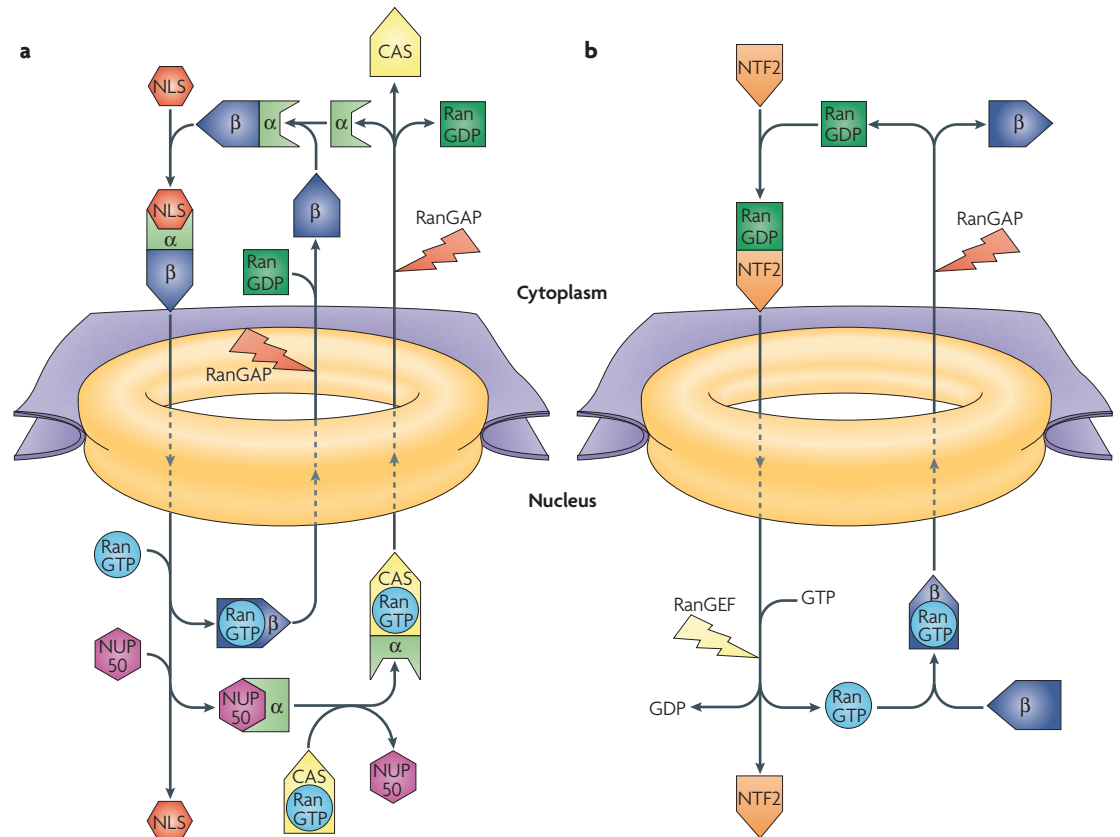 a
CAS
NLS
β α
α
Ran
GDP
NLS
α
β
β
Ran
GDP
RanGAP
RanGAP
Cytoplasm
Nucleus
Ran
GTP
Ran
GTP β
CAS
Ran
GTP
α
NUP
50
NUP
50 α
CAS
Ran
GTP
NUP
50
NLS
b
NTF2
Ran
GDP
β
Ran
GDP
NTF2
RanGAP
RanGEF
GTP
β
Ran
GTP
GDP
Ran
GTP
β
NTF2